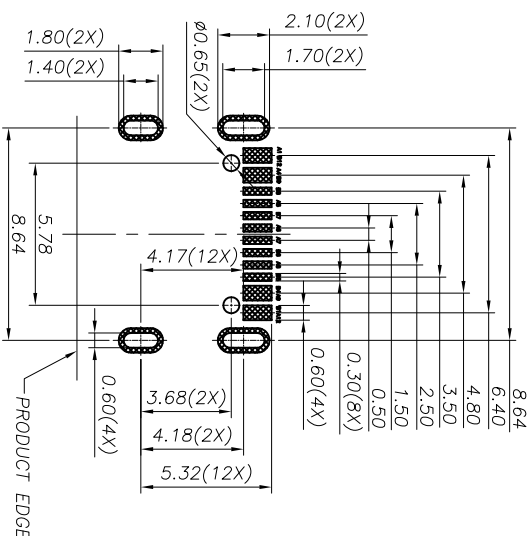 2.10(2X)
1.80(2X)
1.70(2X)
1.40(2X)
ø0.65(2X)
5.78
8.64
4.17(12X)
0.60(4X)
PRODUCT EDGE
3.68(2X)
4.18(2X)
5.32(12X)
0.60(4X)
0.30(8X)
0.50
1.50
2.50
3.50
4.80
6.40
8.64